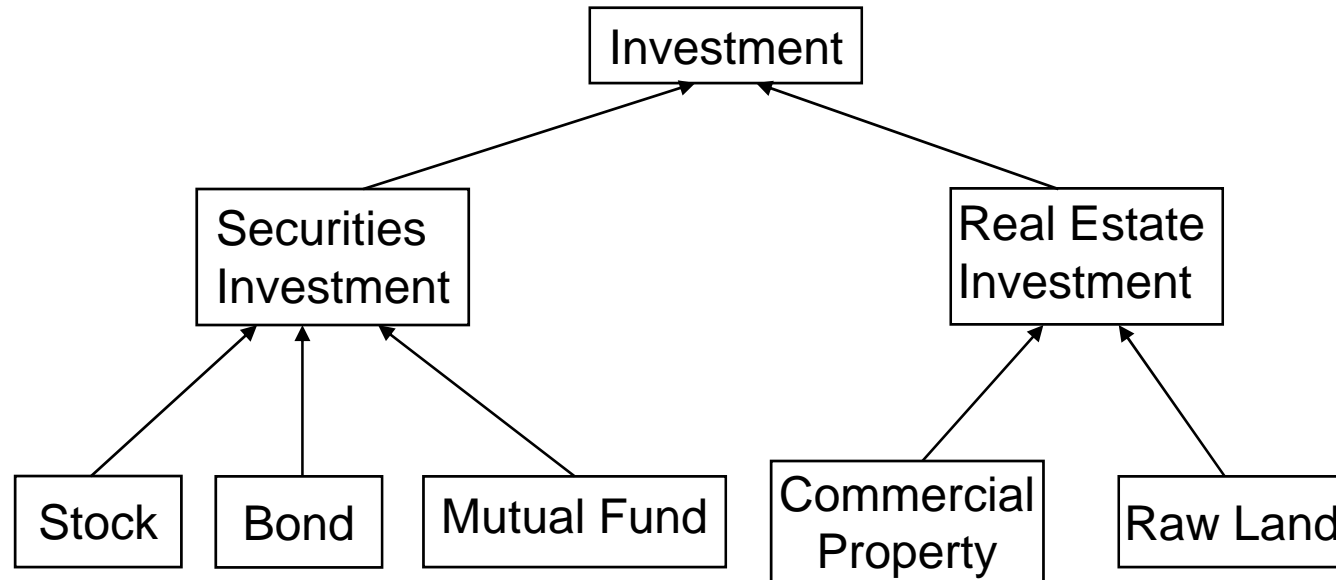 Investment
Securities
Investment
Real Estate
Investment
Stock
Bond
Mutual Fund
Commercial
Property
Raw Land